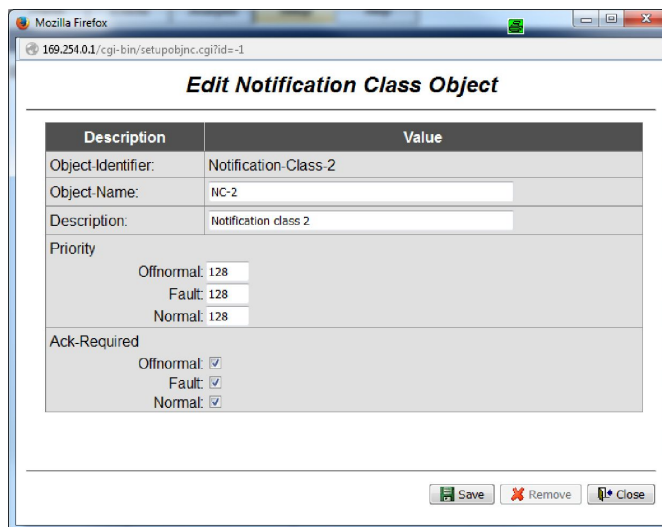 Mozilla Firefox
169.254.0.1/cgi-bin/setupobjnc.cgi?id=-1
Edit Notification Class Object
Description Value
Object-Identifier: Notification-Class-2
Object-Name: NC-2
Description: Notification class 2
Priority
Offnormal: 128
Fault: 128
Normal: 128
Ack-Required
Offnormal:
Fault:
Normal:
Save Remove Close